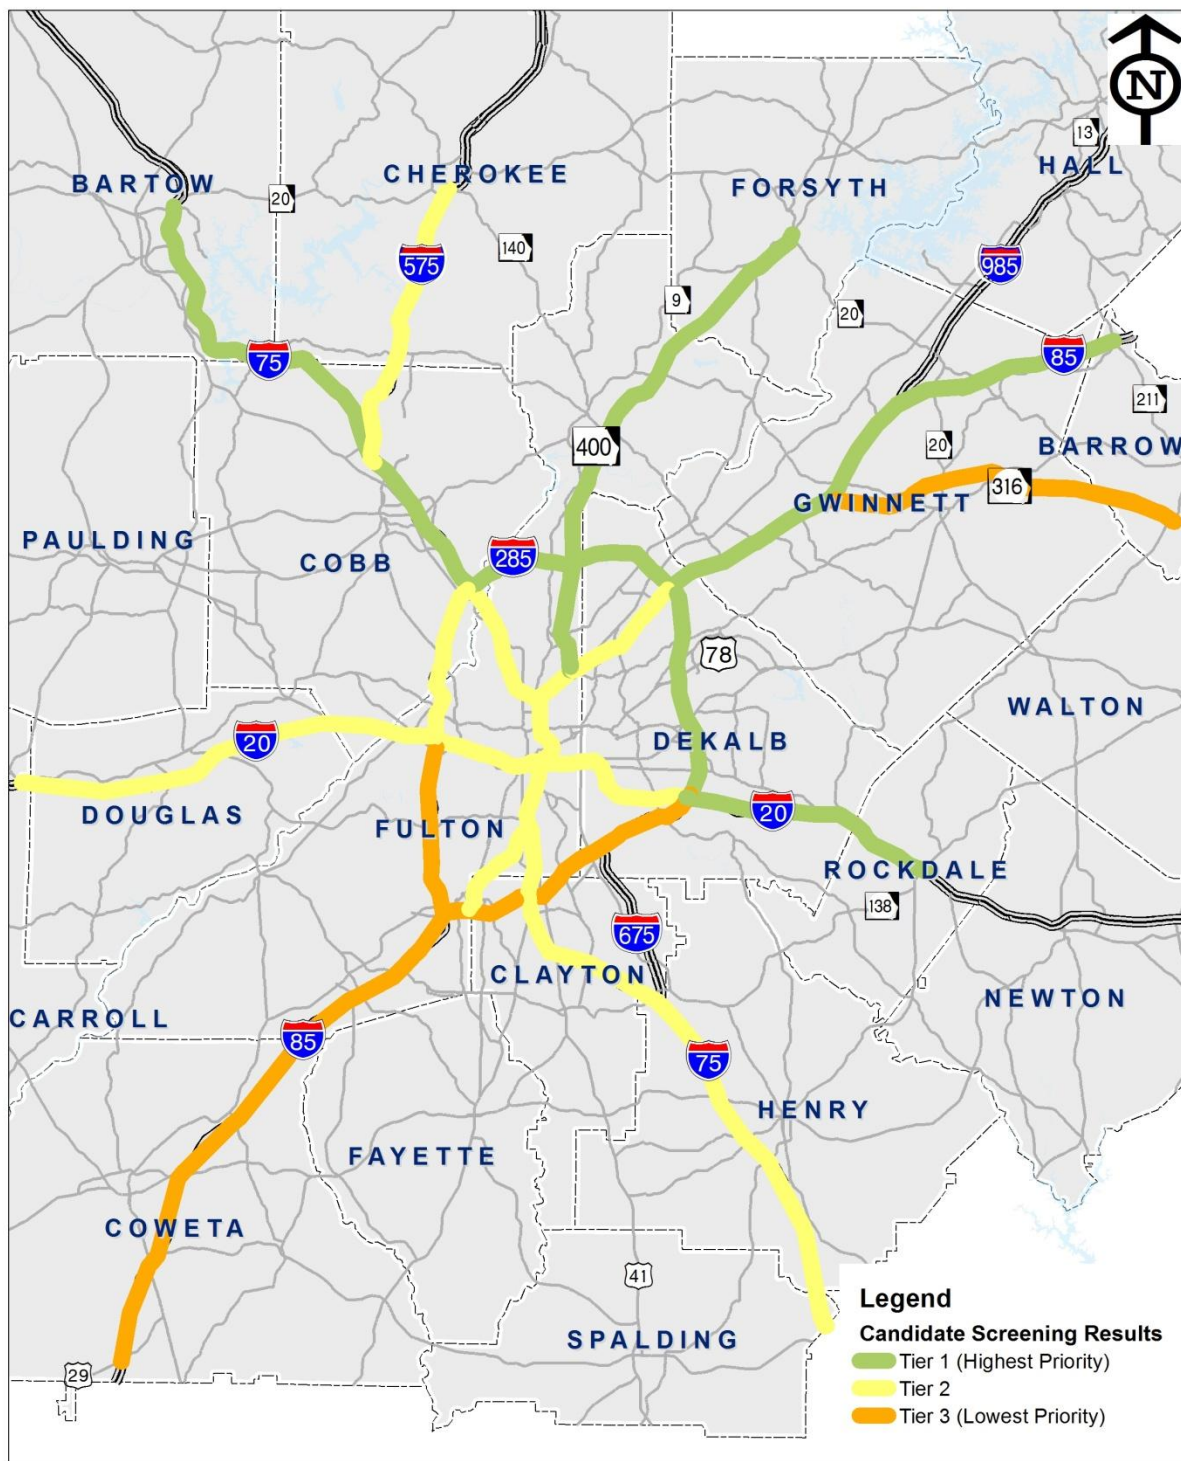 N
13
HALL
CHEROKEE
BARTOW
FORSYTH
20
140
575
985
9
20
75
85
211
400
20
BARROW
316
GWINNETT
PAULDING
COBB
285
78
WALTON
20
DEKALB
DOUGLAS
FULTON
20
ROCKDALE
138
675
CLAYTON
NEWTON
CARROLL
85
75
HENRY
FAYETTE
COWETA
41
SPALDING
29
Legend
Candidate Screening Results
Tier 1 (Highest Priority)
Tier 2
Tier 3 (Lowest Priority)